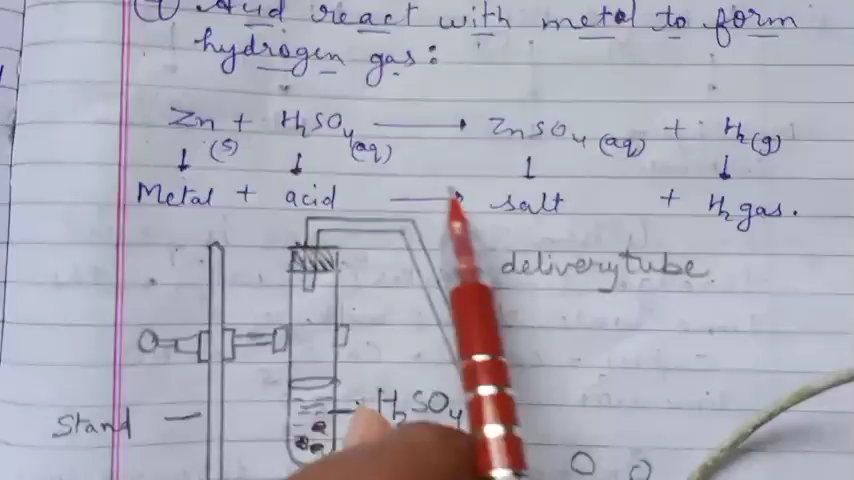 ① Acid react with metal to form
hydrogen gas:
Zn(s) + H₂SO₄(aq) → ZnSO₄(aq) + H₂(g)
↓ ↓ ↓ ↓
Metal + acid → salt + H₂ gas.
delivery tube
H₂SO₄
Stand